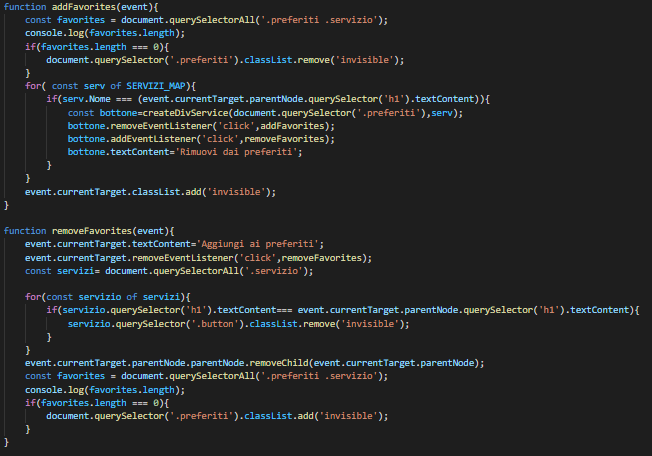 function addFavorites(event){
    const favorites = document.querySelectorAll('.preferiti .servizio');
    console.log(favorites.length);
    if(favorites.length === 0){
        document.querySelector('.preferiti').classList.remove('invisible');
    }
    for( const serv of SERVIZI_MAP){
        if(serv.Nome === (event.currentTarget.parentNode.querySelector('h1').textContent)){
            const bottone=createDivService(document.querySelector('.preferiti'),serv);
            bottone.removeEventListener('click',addFavorites);
            bottone.addEventListener('click',removeFavorites);
            bottone.textContent='Rimuovi dai preferiti';
        }
    }
    event.currentTarget.classList.add('invisible');
}

function removeFavorites(event){
    event.currentTarget.textContent='Aggiungi ai preferiti';
    event.currentTarget.removeEventListener('click',removeFavorites);
    const servizi= document.querySelectorAll('.servizio');

    for(const servizio of servizi){
        if(servizio.querySelector('h1').textContent=== event.currentTarget.parentNode.querySelector('h1').textContent){
            servizio.querySelector('.button').classList.remove('invisible');
        }
    }
    event.currentTarget.parentNode.parentNode.removeChild(event.currentTarget.parentNode);
    const favorites = document.querySelectorAll('.preferiti .servizio');
    console.log(favorites.length);
    if(favorites.length === 0){
        document.querySelector('.preferiti').classList.add('invisible');
    }
}